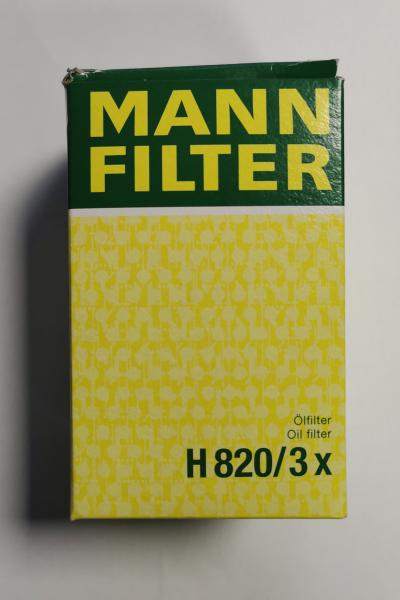 MANN
FILTER
Ölfilter
Oil filter
H 820/3 x